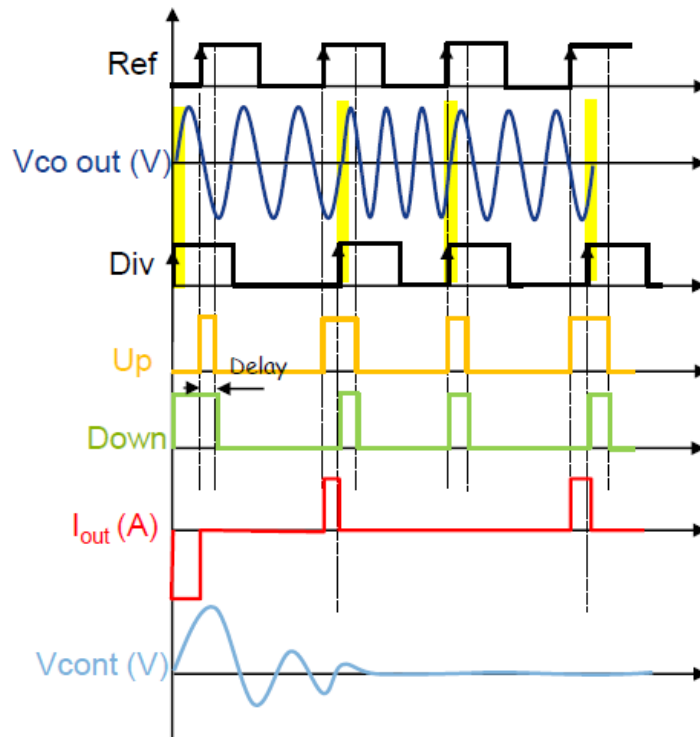 Ref
Vco out (V)
Div
Up
Delay
Down
Iout (A)
Vcont (V)